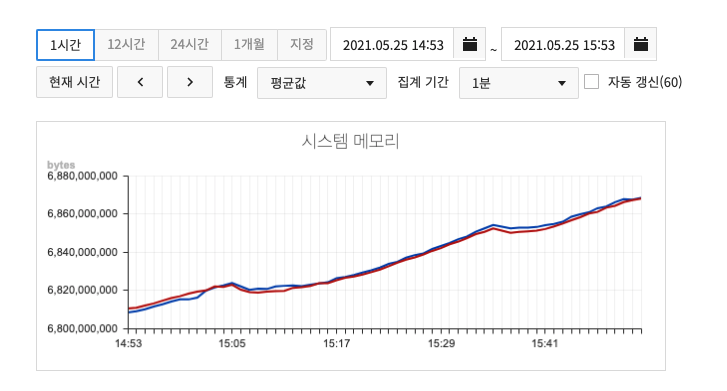 1시간 12시간 24시간 1개월 지정 2021.05.25 14:53 ~ 2021.05.25 15:53
현재 시간 < > 통계 평균값 집계 기간 1분 자동 갱신(60)
시스템 메모리
bytes
6,880,000,000
6,860,000,000
6,840,000,000
6,820,000,000
6,800,000,000
14:53 15:05 15:17 15:29 15:41